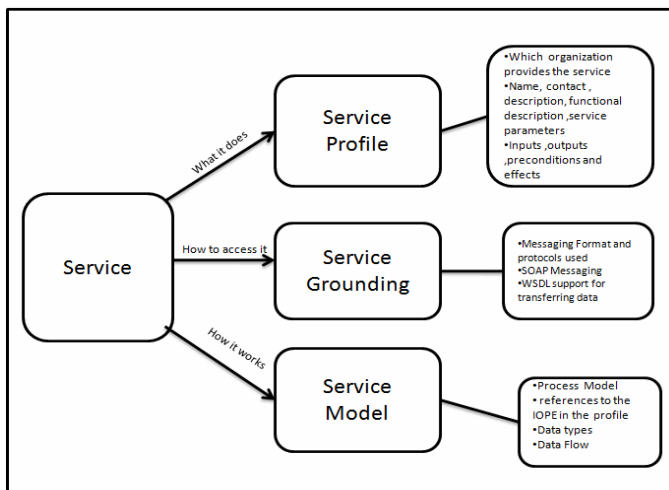 Service
What it does
Service
Profile
•Which organization
provides the service
•Name, contact ,
description, functional
description ,service
parameters
•Inputs ,outputs
,preconditions and
effects
How to access it
Service
Grounding
•Messaging Format and
protocols used
•SOAP Messaging
•WSDL support for
transferring data
How it works
Service
Model
•Process Model
• references to the
IOPE in the profile
•Data types
•Data Flow